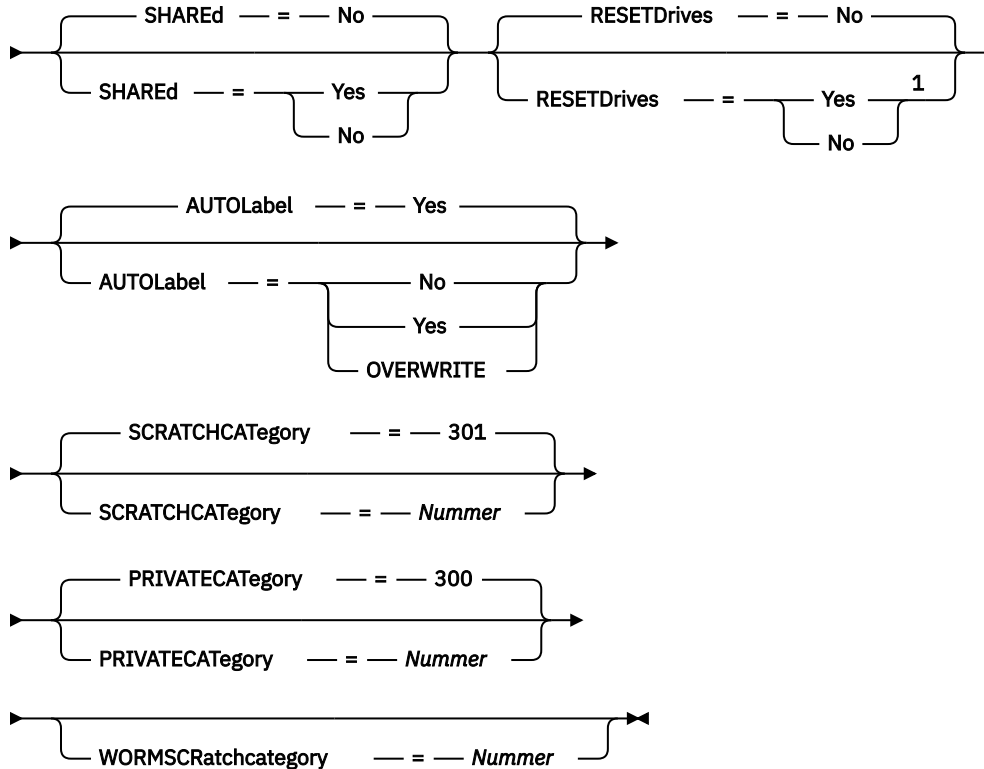 SHAREd = No RESETDrives = No
SHAREd = Yes RESETDrives = Yes 1
No No
AUTOLabel = Yes
AUTOLabel = No
Yes
OVERWRITE
SCRATCHCATegory = 301
SCRATCHCATegory = Nummer
PRIVATECATegory = 300
PRIVATECATegory = Nummer
WORMSCRatchcategory = Nummer